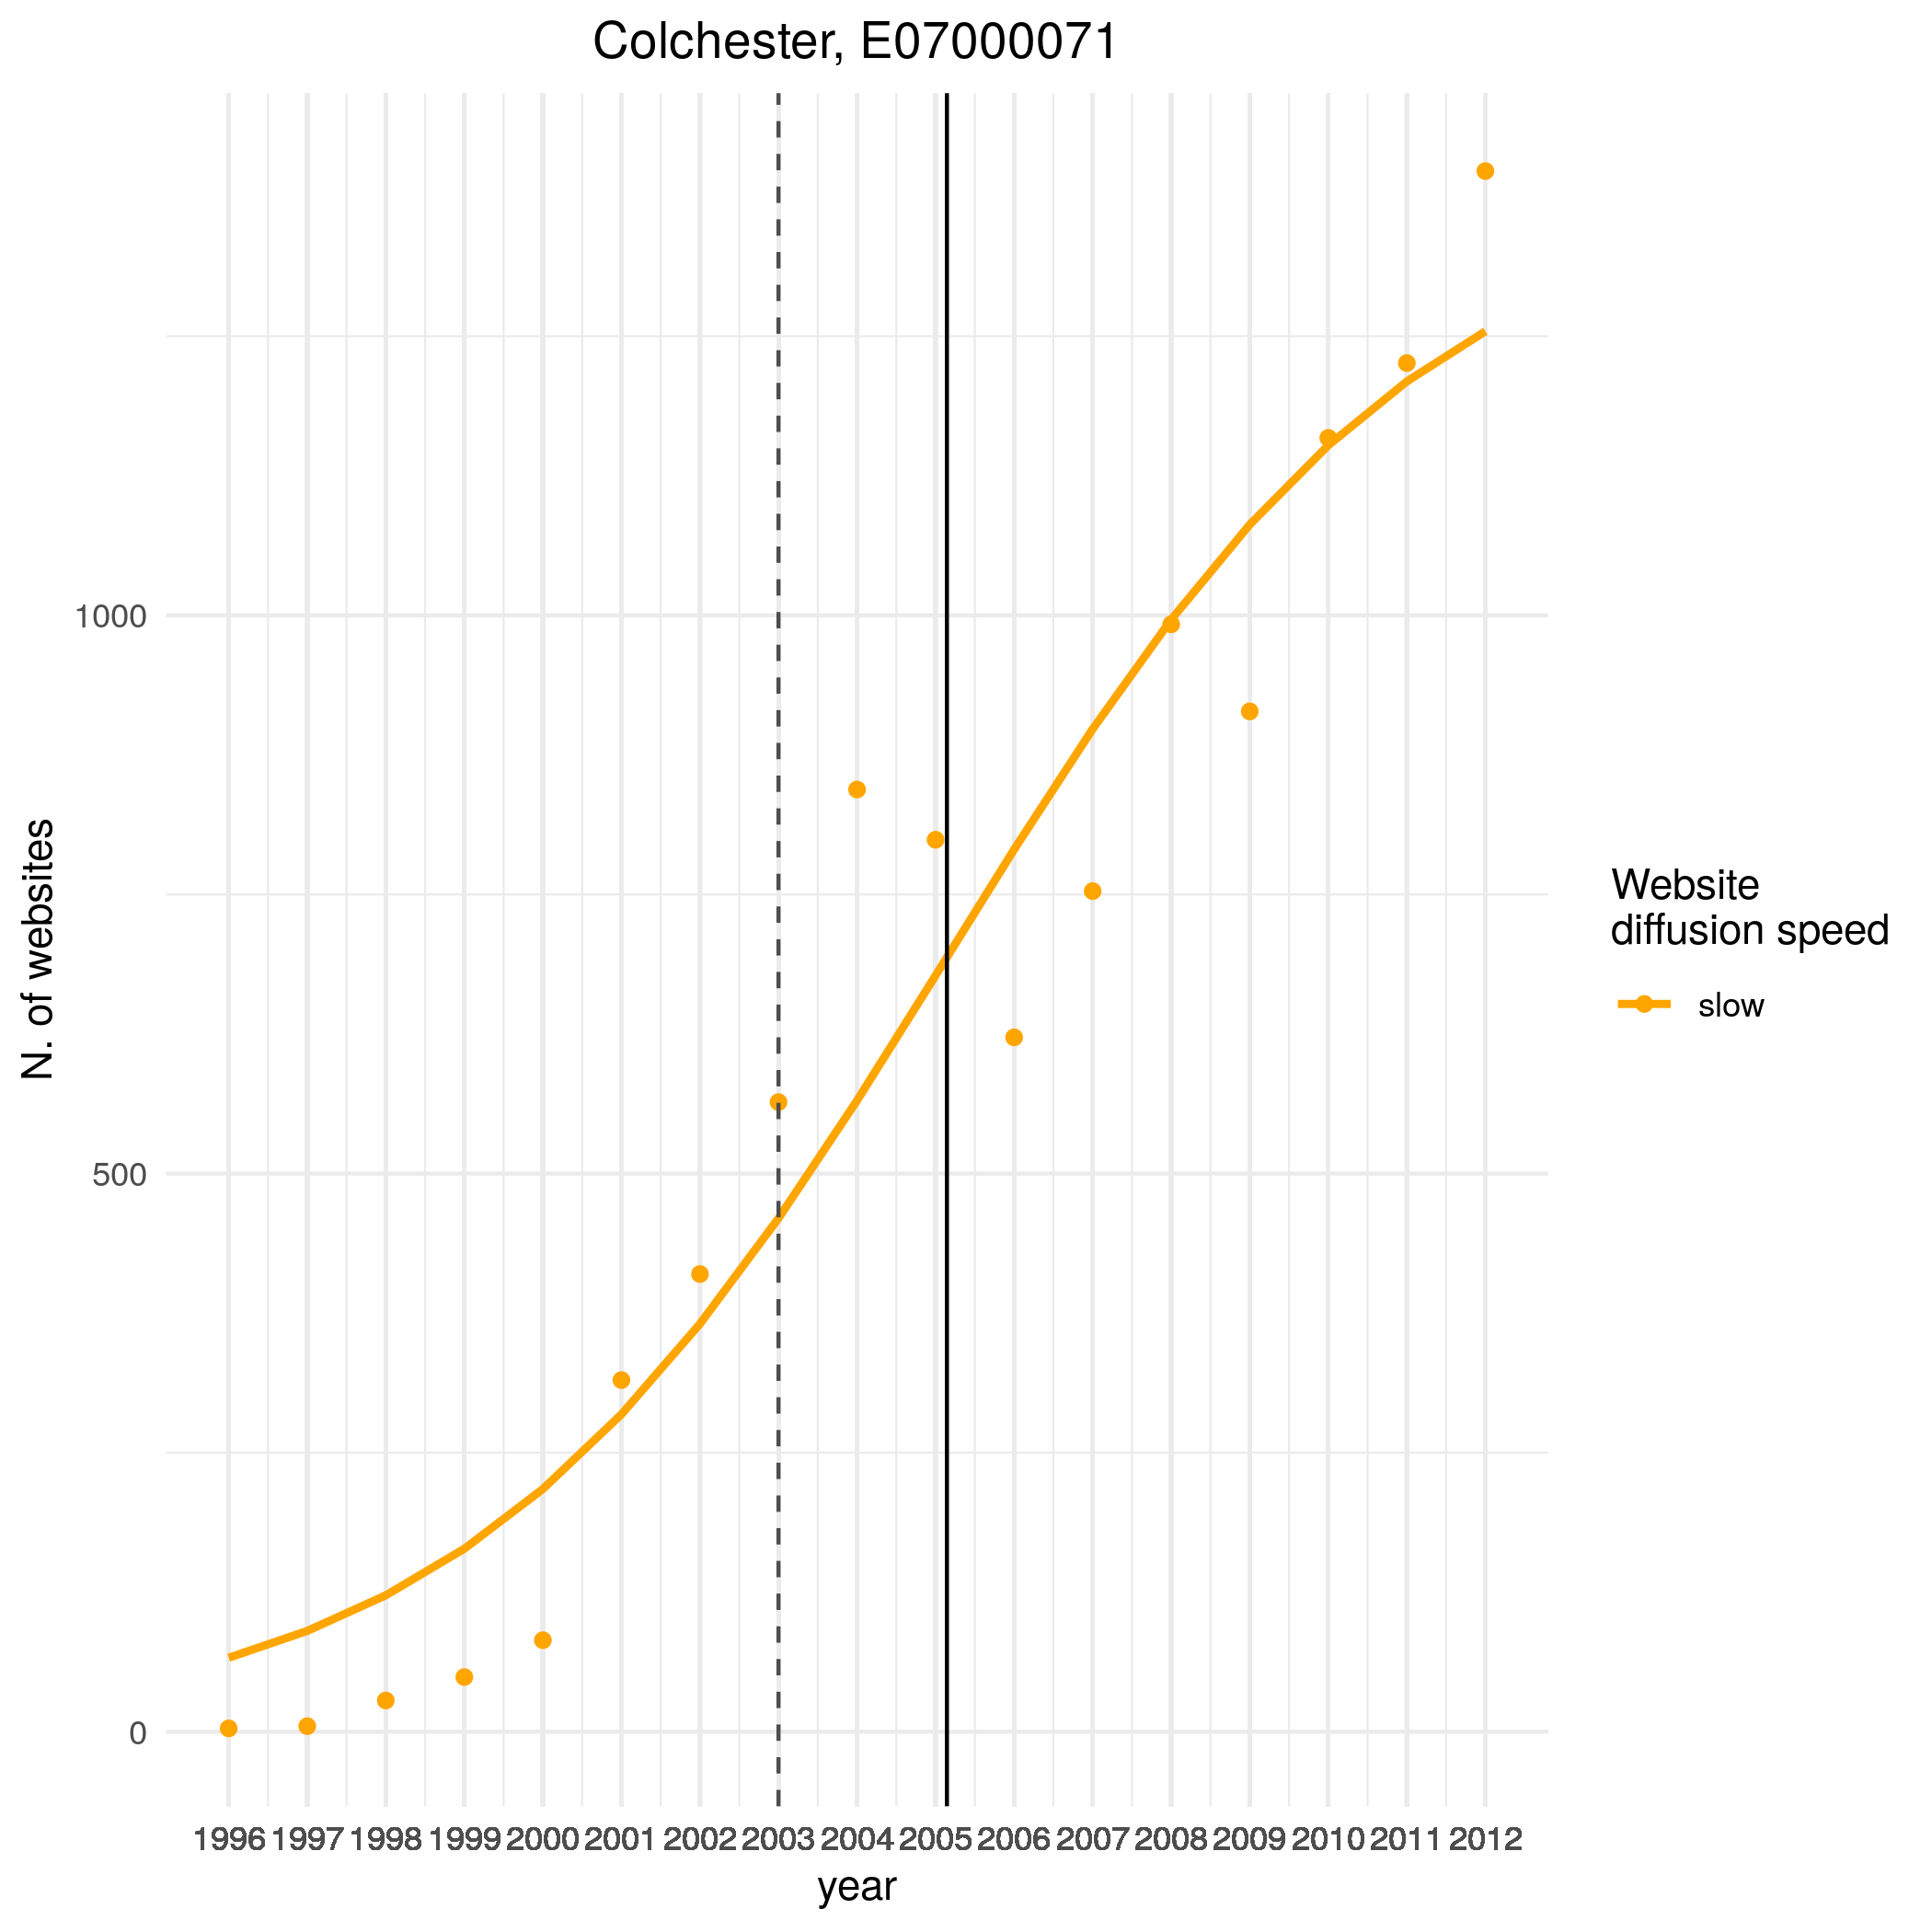 Colchester, E07000071
N. of websites
1000
500
0
1996 1997 1998 1999 2000 2001 2002 2003 2004 2005 2006 2007 2008 2009 2010 2011 2012
year
Website
diffusion speed
slow